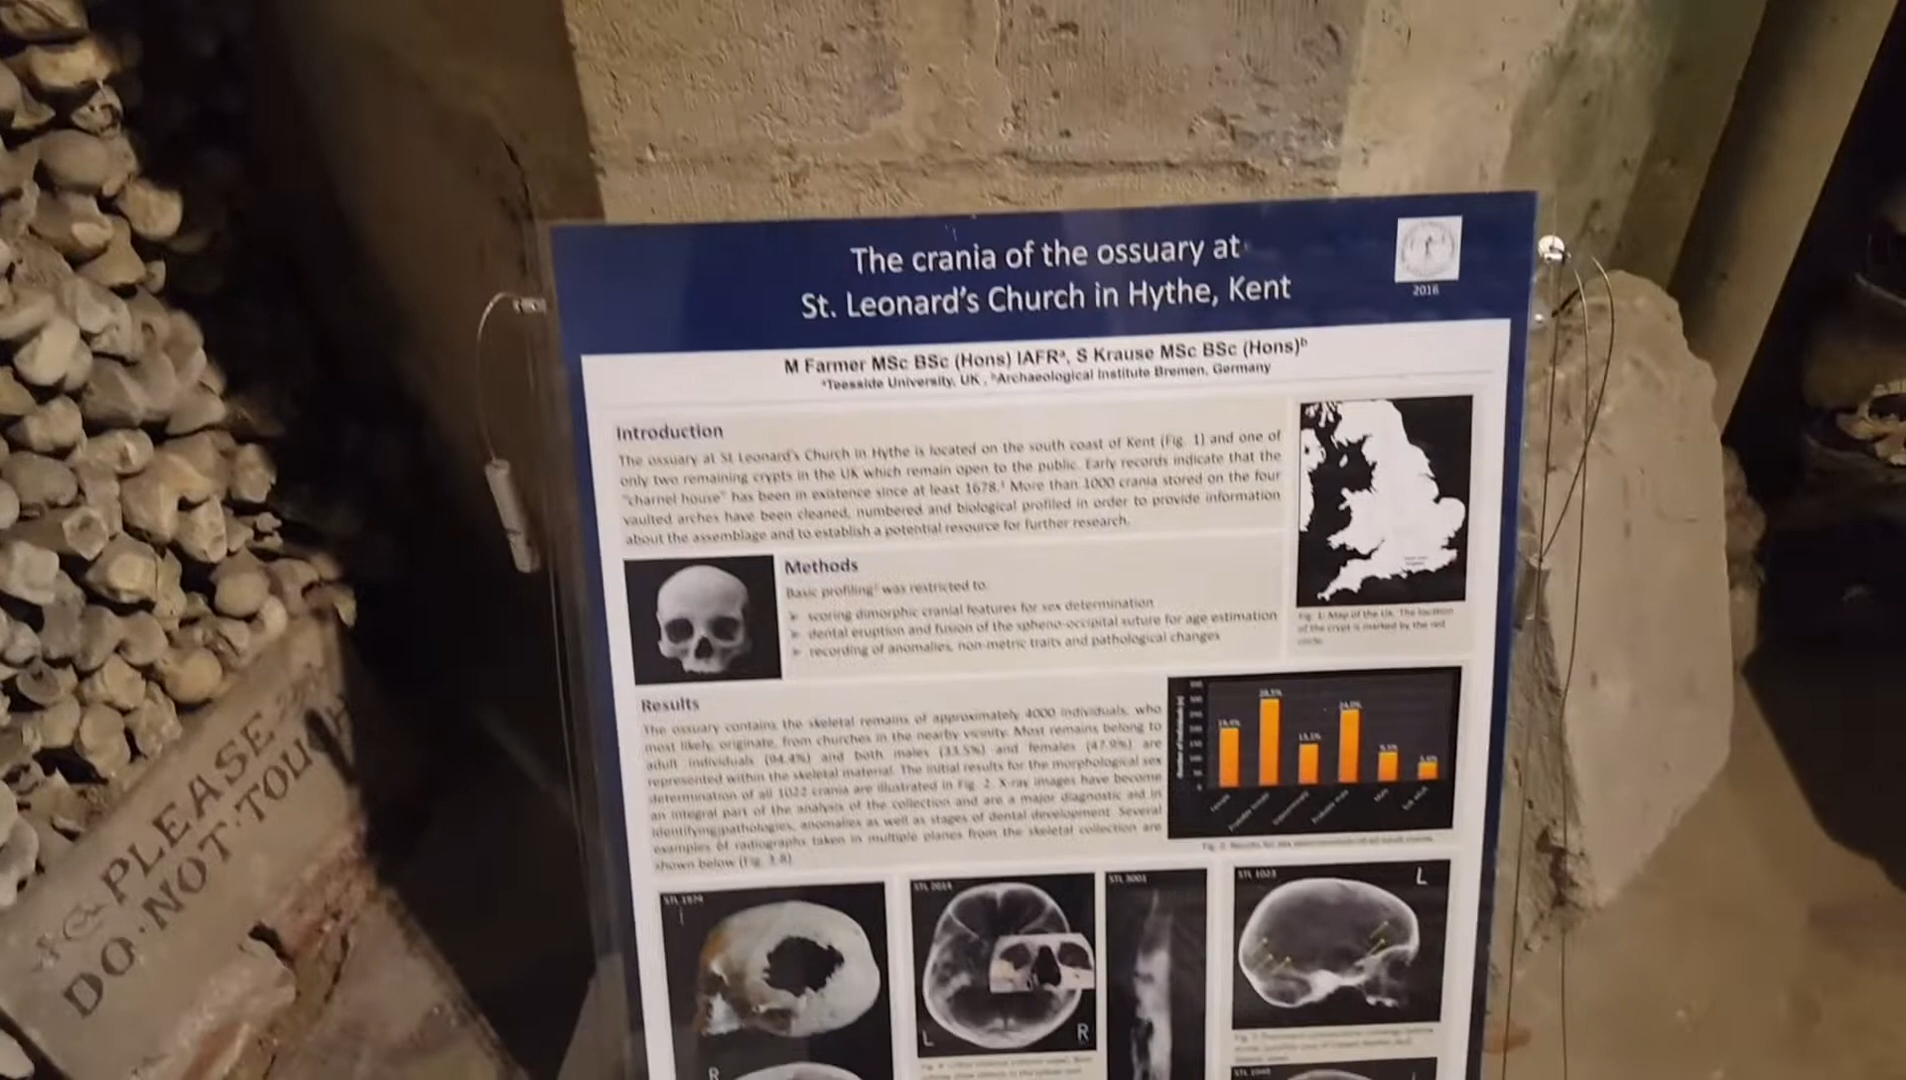 The crania of the ossuary at
St. Leonard's Church in Hythe, Kent
2016
M Farmer MSc BSc (Hons) IAFRᵃ, S Krause MSc BSc (Hons)ᵇ
ᵃTeesside University, UK , ᵇArchaeological Institute Bremen, Germany
Introduction
The ossuary at St Leonard's Church in Hythe is located on the south coast of Kent (Fig. 1) and one of
only two remaining crypts in the UK which remain open to the public. Early records indicate that the
"charnel house" has been in existence since at least 1678.¹ More than 1000 crania stored on the four
vaulted arches have been cleaned, numbered and biological profiled in order to provide information
about the assemblage and to establish a potential resource for further research.
Fig. 1: Map of the UK. The location
of the crypt is marked by the red
circle.
Methods
Basic profiling² was restricted to:
➢ scoring dimorphic cranial features for sex determination
➢ dental eruption and fusion of the spheno-occipital suture for age estimation
➢ recording of anomalies, non-metric traits and pathological changes
Results
The ossuary contains the skeletal remains of approximately 4000 individuals, who
most likely, originate, from churches in the nearby vicinity. Most remains belong to
adult individuals (94.4%) and both males (33.5%) and females (47.9%) are
represented within the skeletal material. The initial results for the morphological sex
determination of all 1022 crania are illustrated in Fig. 2. X-ray images have become
an integral part of the analysis of the collection and are a major diagnostic aid in
identifying pathologies, anomalies as well as stages of dental development. Several
examples of radiographs taken in multiple planes from the skeletal collection are
shown below (Fig. 3-8).
L
L
R
R
PLEASE
DO·NOT·TOU